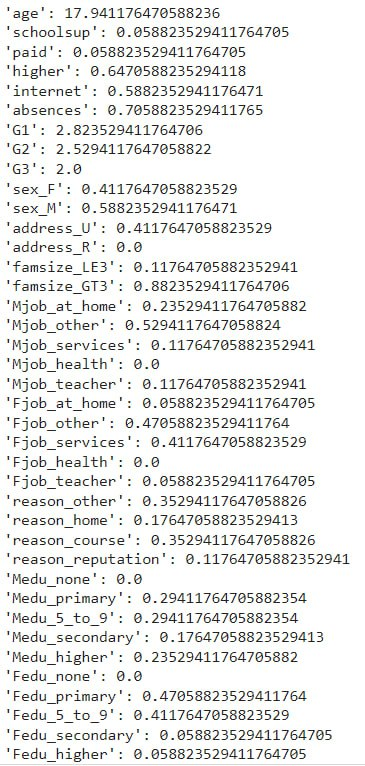 'age': 17.941176470588236
'schoolsup': 0.058823529411764705
'paid': 0.058823529411764705
'higher': 0.6470588235294118
'internet': 0.5882352941176471
'absences': 0.7058823529411765
'G1': 2.823529411764706
'G2': 2.5294117647058822
'G3': 2.0
'sex_F': 0.4117647058823529
'sex_M': 0.5882352941176471
'address_U': 0.4117647058823529
'address_R': 0.0
'famsize_LE3': 0.11764705882352941
'famsize_GT3': 0.8823529411764706
'Mjob_at_home': 0.23529411764705882
'Mjob_other': 0.5294117647058824
'Mjob_services': 0.11764705882352941
'Mjob_health': 0.0
'Mjob_teacher': 0.11764705882352941
'Fjob_at_home': 0.058823529411764705
'Fjob_other': 0.47058823529411764
'Fjob_services': 0.4117647058823529
'Fjob_health': 0.0
'Fjob_teacher': 0.058823529411764705
'reason_other': 0.35294117647058826
'reason_home': 0.17647058823529413
'reason_course': 0.35294117647058826
'reason_reputation': 0.11764705882352941
'Medu_none': 0.0
'Medu_primary': 0.29411764705882354
'Medu_5_to_9': 0.29411764705882354
'Medu_secondary': 0.17647058823529413
'Medu_higher': 0.23529411764705882
'Fedu_none': 0.0
'Fedu_primary': 0.47058823529411764
'Fedu_5_to_9': 0.4117647058823529
'Fedu_secondary': 0.058823529411764705
'Fedu_higher': 0.058823529411764705